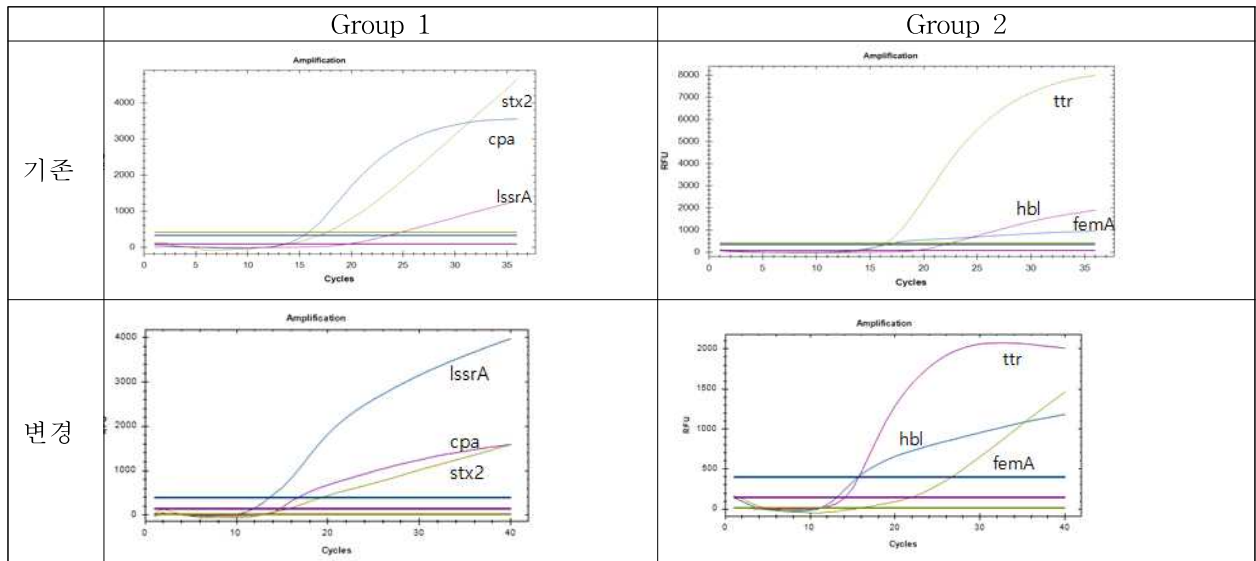 Group 1
Group 2
기존
Amplification
4000
3000
2000
1000
0
0 5 10 15 20 25 30 35
Cycles
stx2
cpa
lssrA
Amplification
RFU
8000
7000
6000
5000
4000
3000
2000
1000
0
0 5 10 15 20 25 30 35
Cycles
ttr
hbl
femA
변경
Amplification
4000
3000
2000
1000
0
0 10 20 30 40
Cycles
lssrA
cpa
stx2
Amplification
RFU
2000
1500
1000
500
0
0 10 20 30 40
Cycles
ttr
hbl
femA